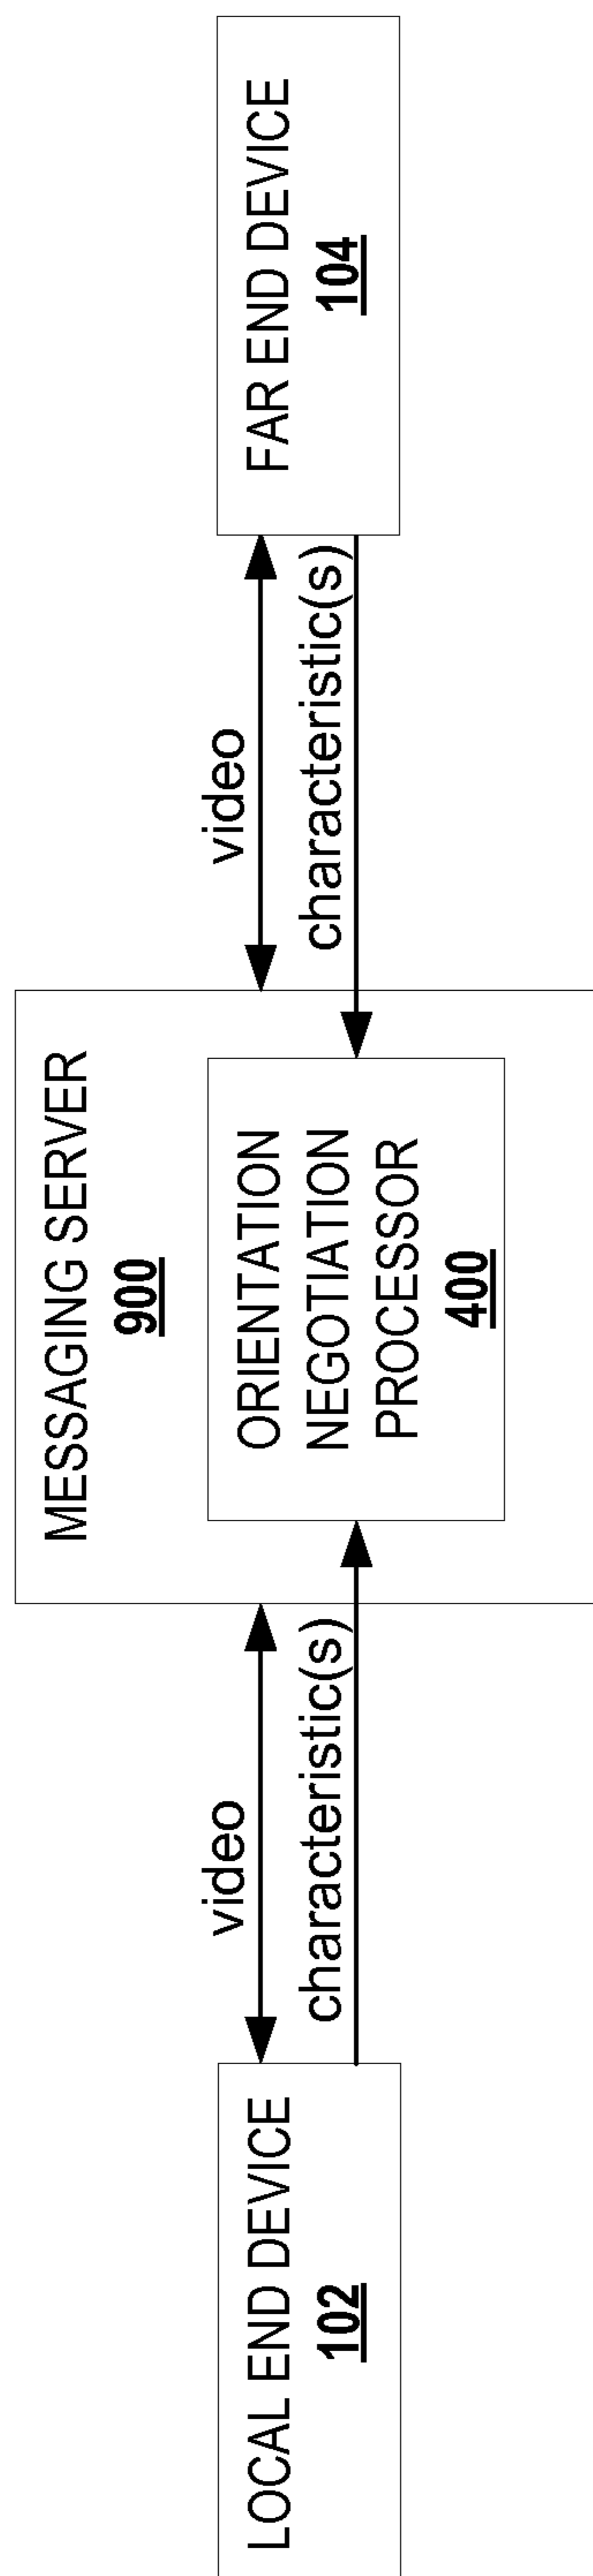 LOCAL END DEVICE
102
video
characteristic(s)
MESSAGING SERVER
900
ORIENTATION
NEGOTIATION
PROCESSOR
400
video
characteristic(s)
FAR END DEVICE
104